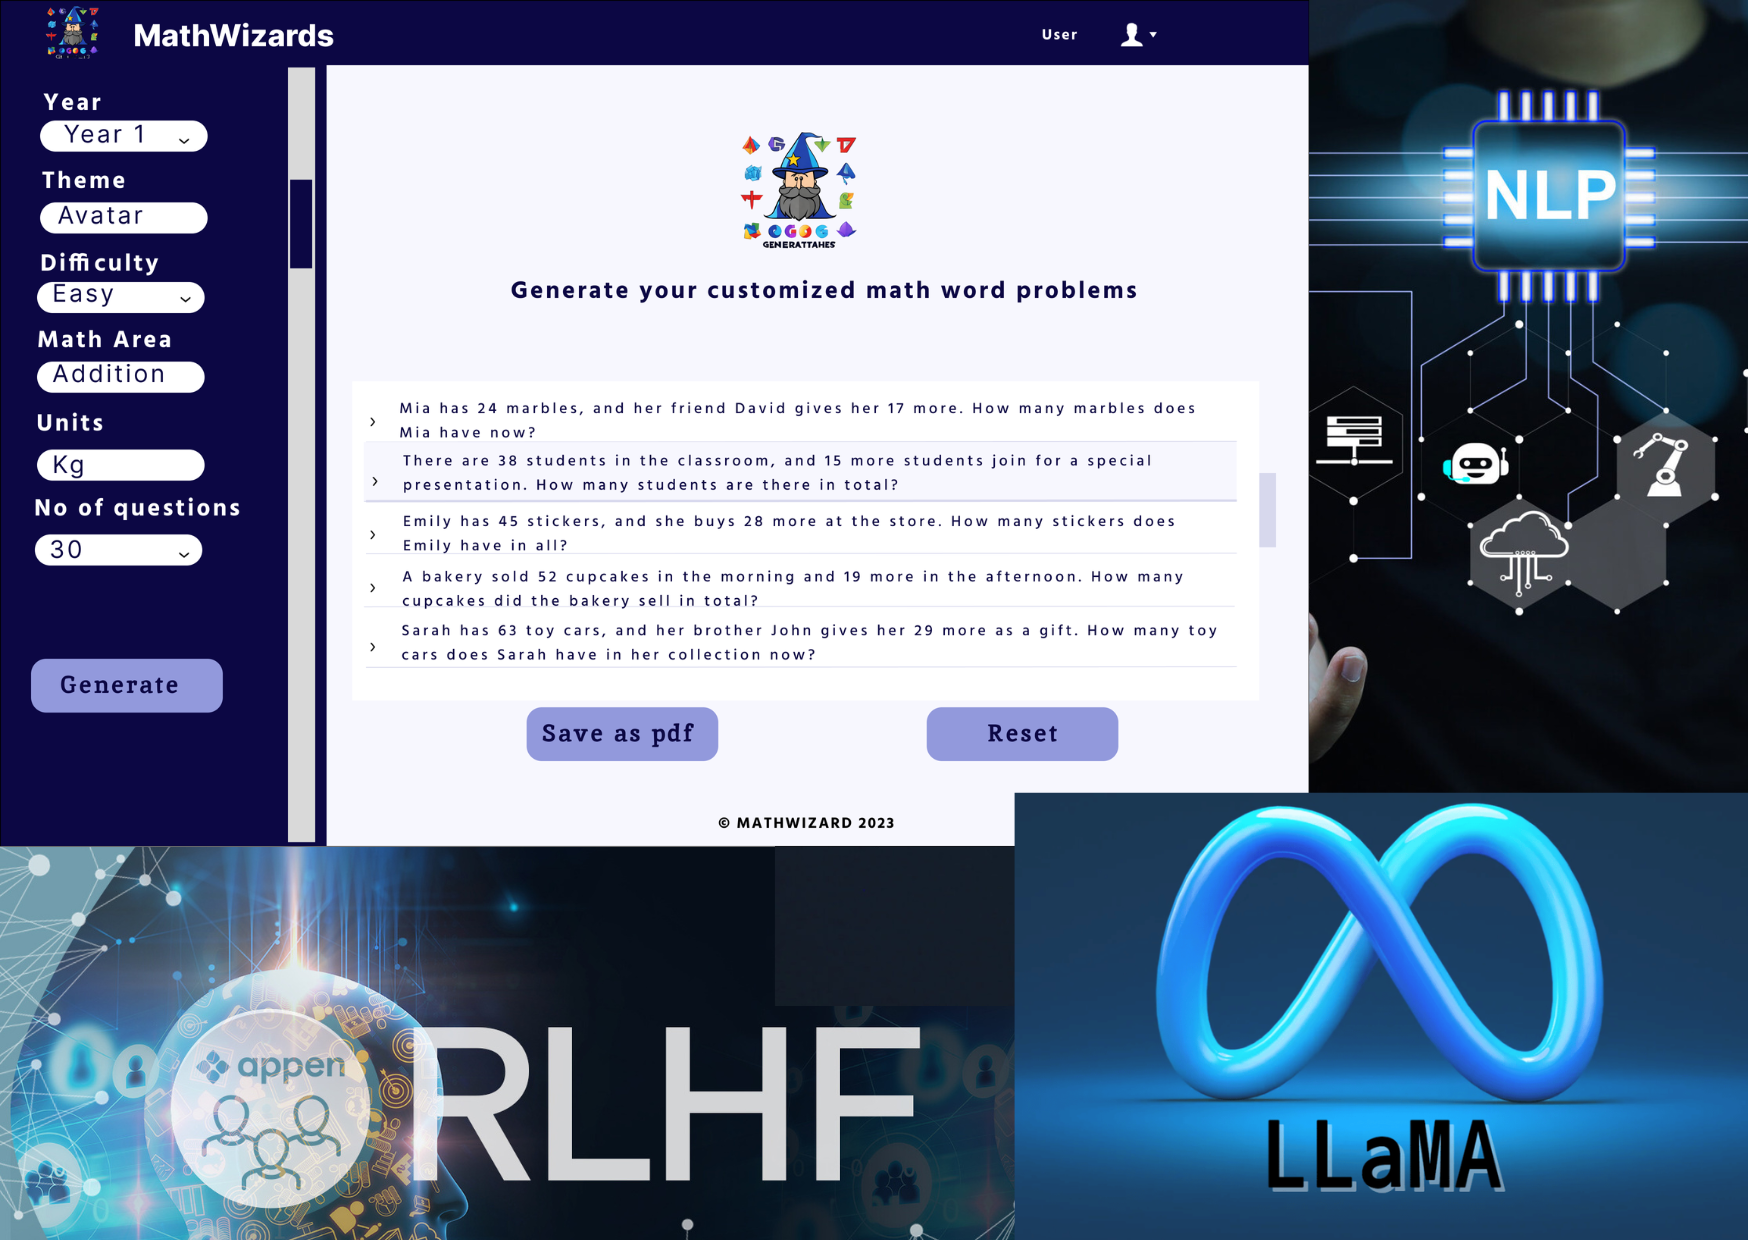 MathWizards
User
Year
Year 1
Theme
Avatar
Difficulty
Easy
Math Area
Addition
Units
Kg
No of questions
30
Generate
GENERATTAHES
Generate your customized math word problems
Mia has 24 marbles, and her friend David gives her 17 more. How many marbles does
Mia have now?
There are 38 students in the classroom, and 15 more students join for a special
presentation. How many students are there in total?
Emily has 45 stickers, and she buys 28 more at the store. How many stickers does
Emily have in all?
A bakery sold 52 cupcakes in the morning and 19 more in the afternoon. How many
cupcakes did the bakery sell in total?
Sarah has 63 toy cars, and her brother John gives her 29 more as a gift. How many toy
cars does Sarah have in her collection now?
Save as pdf
Reset
© MATHWIZARD 2023
NLP
appen
RLHF
LLaMA